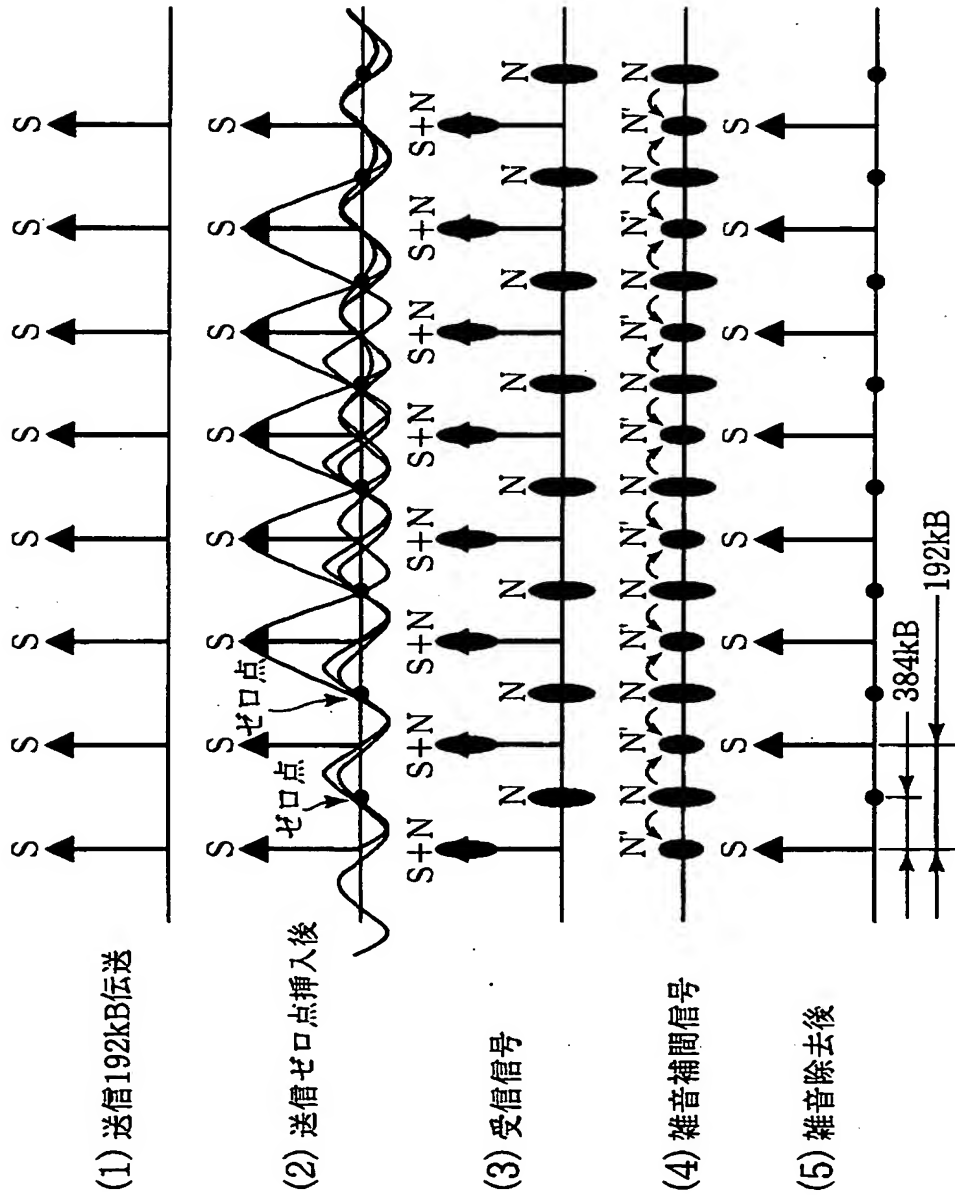 S S S S S S S S
(1) 送信192kB伝送
S S S S S S S S
ゼロ点 ゼロ点
(2) 送信ゼロ点挿入後
S+N S+N S+N S+N S+N S+N S+N S+N
(3) 受信信号
N N N N N N N N
N' N N' N N' N N' N N' N N' N N' N N' N
(4) 雑音補間信号
S S S S S S S S
(5) 雑音除去後
384kB
192kB